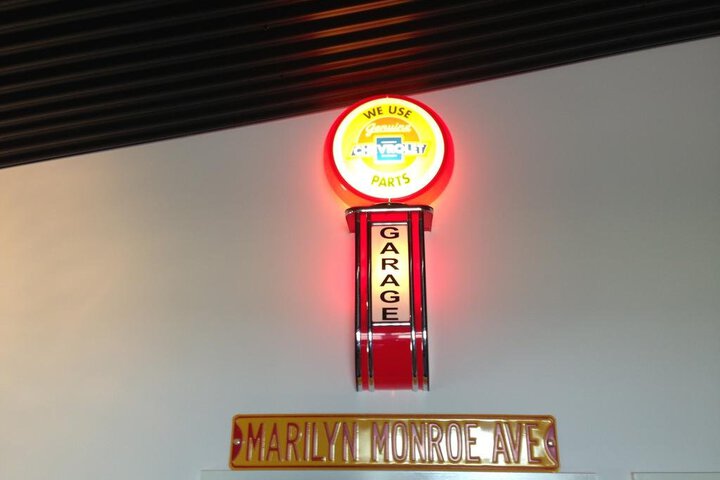 WE USE
Genuine
CHEVROLET
PARTS
GARAGE
MARILYN MONROE AVE